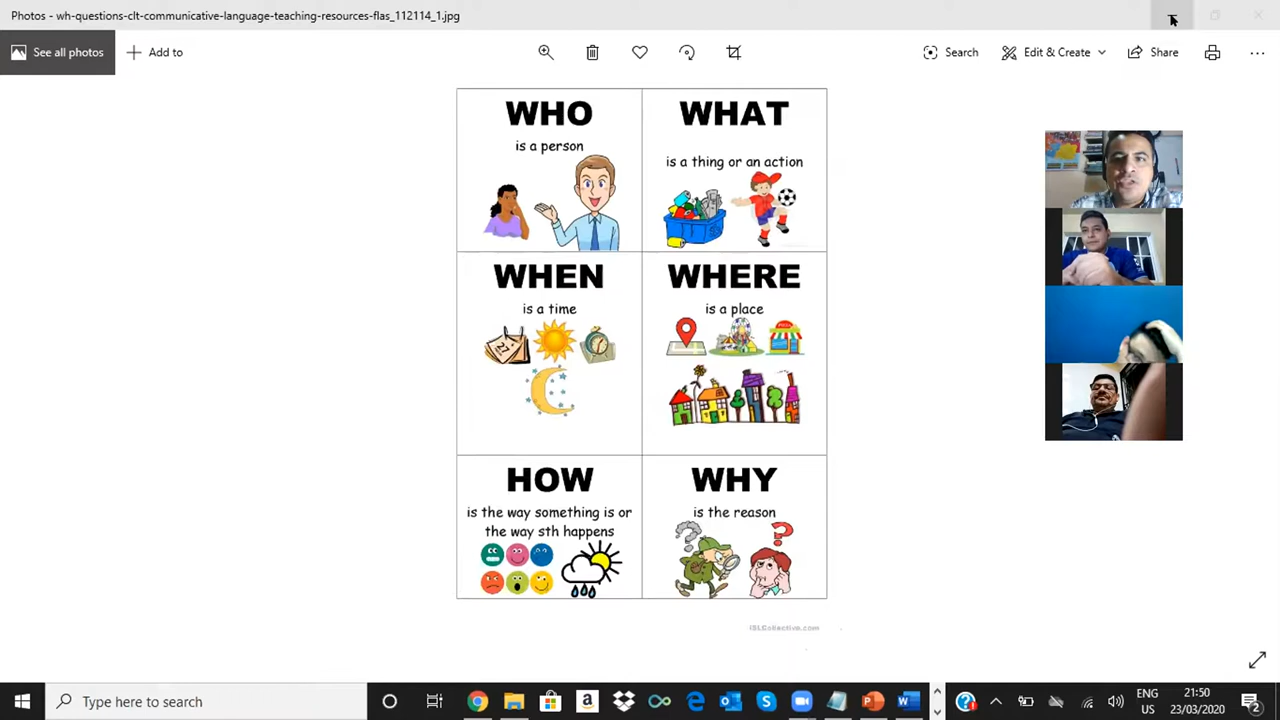 Photos - wh-questions-clt-communicative-language-teaching-resources-flas_112114_1.jpg
See all photos
Add to
Search
Edit & Create
Share
WHO
is a person
WHAT
is a thing or an action
WHEN
is a time
27
WHERE
is a place
HOW
is the way something is or
the way sth happens
WHY
is the reason
iSLCollective.com
Type here to search
ENG
US
21:50
23/03/2020
2